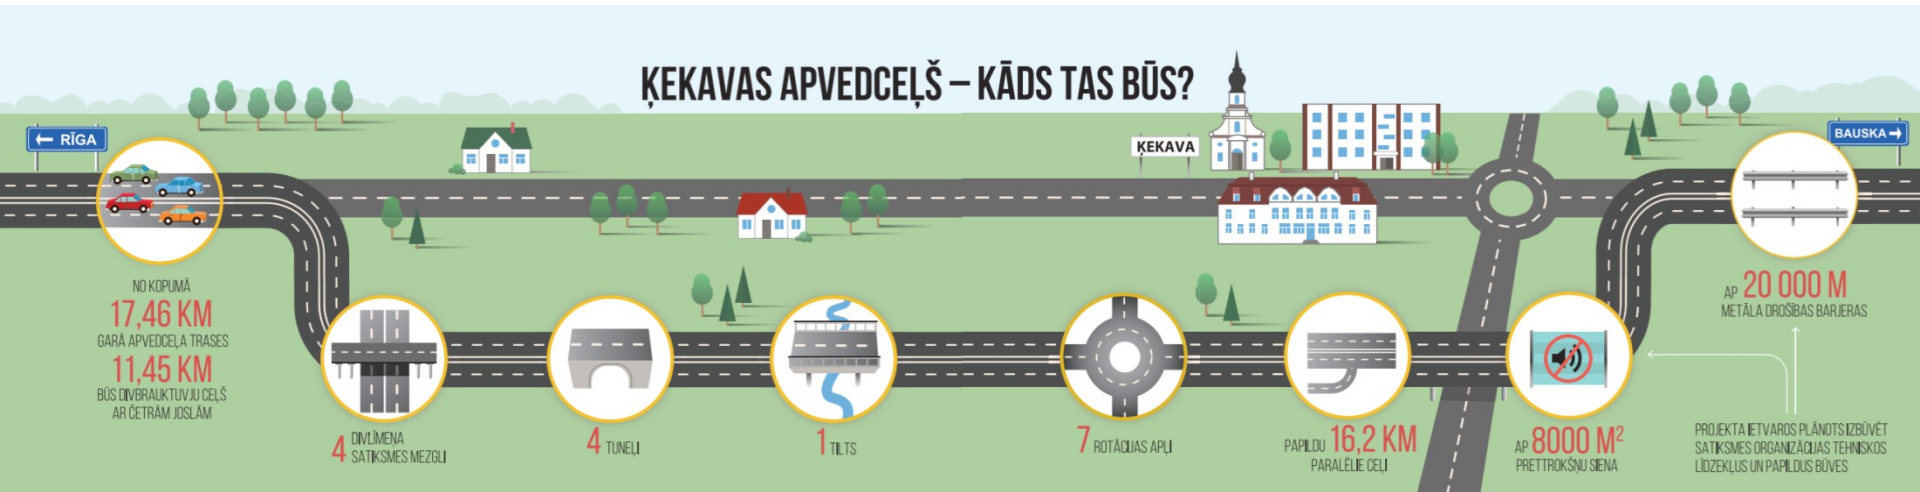 ĶEKAVAS APVEDCEĻŠ – KĀDS TAS BŪS?
← RĪGA
ĶEKAVA
BAUSKA →
NO KOPUMĀ
17,46 KM
GARĀ APVEDCEĻA TRASES
11,45 KM
BŪS DIVBRAUKTUVJU CEĻŠ
AR ČETRĀM JOSLĀM
4 DIVLĪMEŅA
SATIKSMES MEZGLI
4 TUNEĻI
1 TILTS
7 ROTĀCIJAS APĻI
PAPILDU 16,2 KM
PARALĒLIE CEĻI
AP 8000 M²
PRETTROKŠŅU SIENA
AP 20 000 M
METĀLA DROŠĪBAS BARJERAS
PROJEKTA IETVAROS PLĀNOTS IZBŪVĒT
SATIKSMES ORGANIZĀCIJAS TEHNISKOS
LĪDZEKĻUS UN PAPILDUS BŪVES